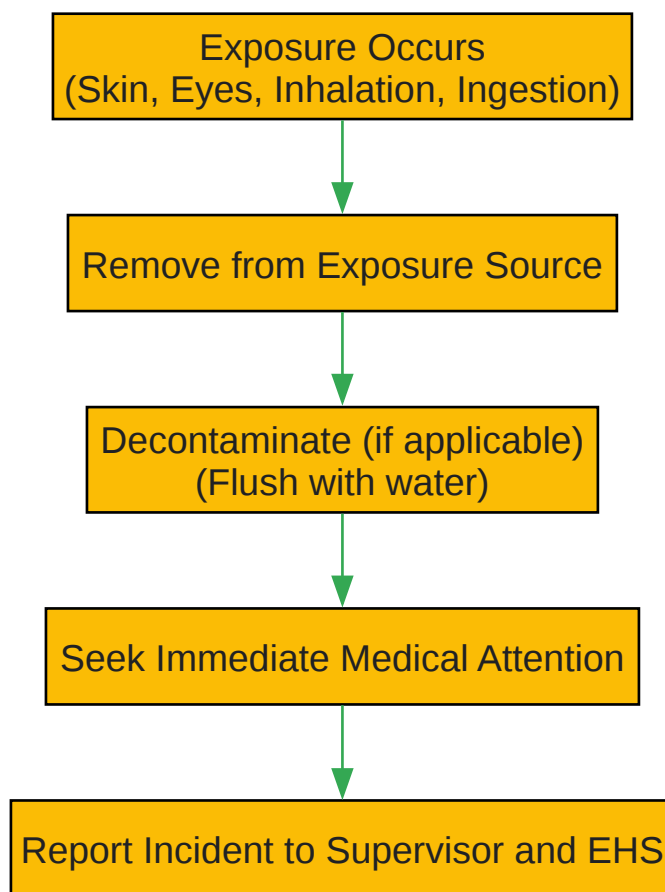 Exposure Occurs
(Skin, Eyes, Inhalation, Ingestion)
Remove from Exposure Source
Decontaminate (if applicable)
(Flush with water)
Seek Immediate Medical Attention
Report Incident to Supervisor and EHS